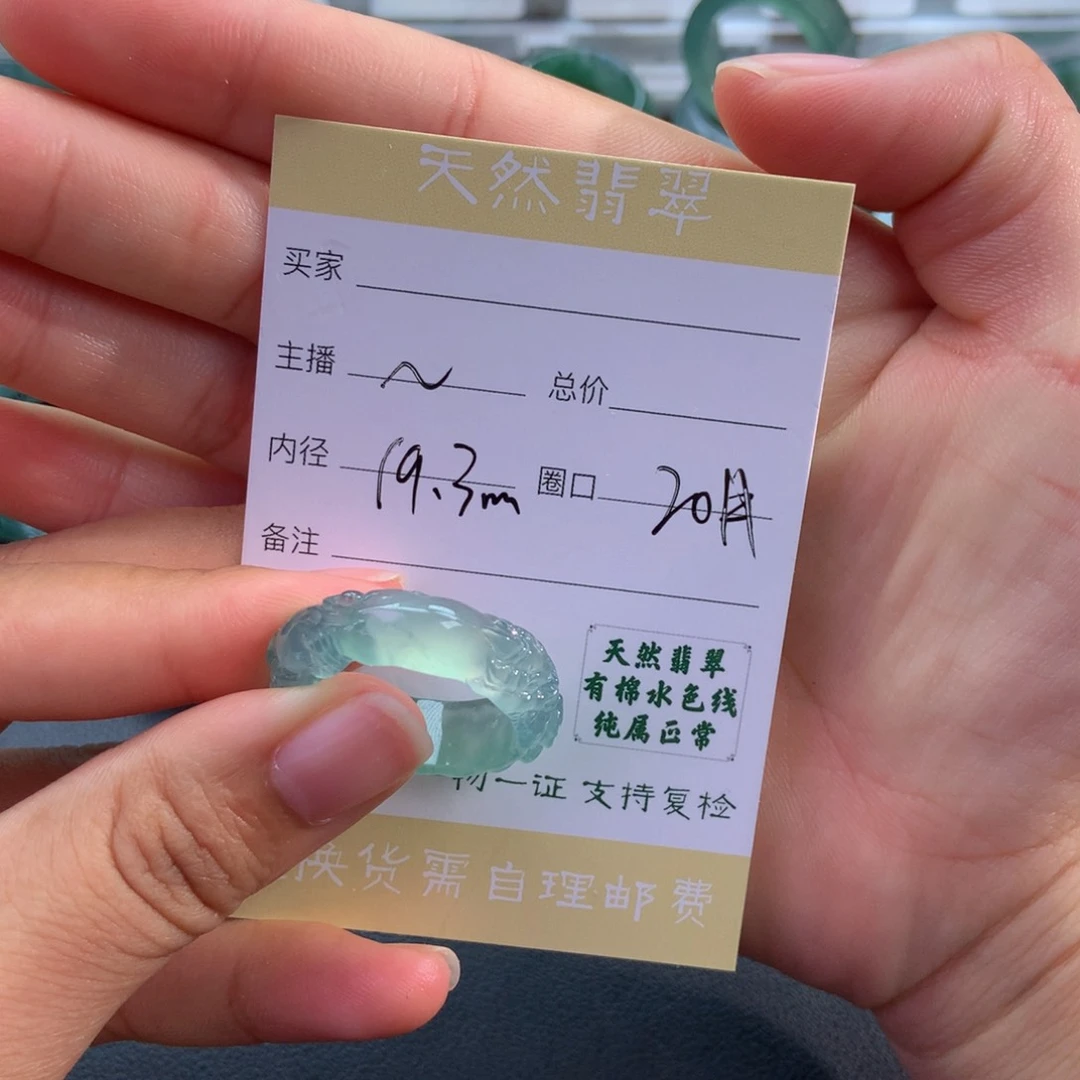 天然翡翠
买家
主播 ~ 总价
内径 19.3mm 圈口 20
备注
天然翡翠
有棉水色线
纯属正常
物一证 支持复检
换货需自理邮费